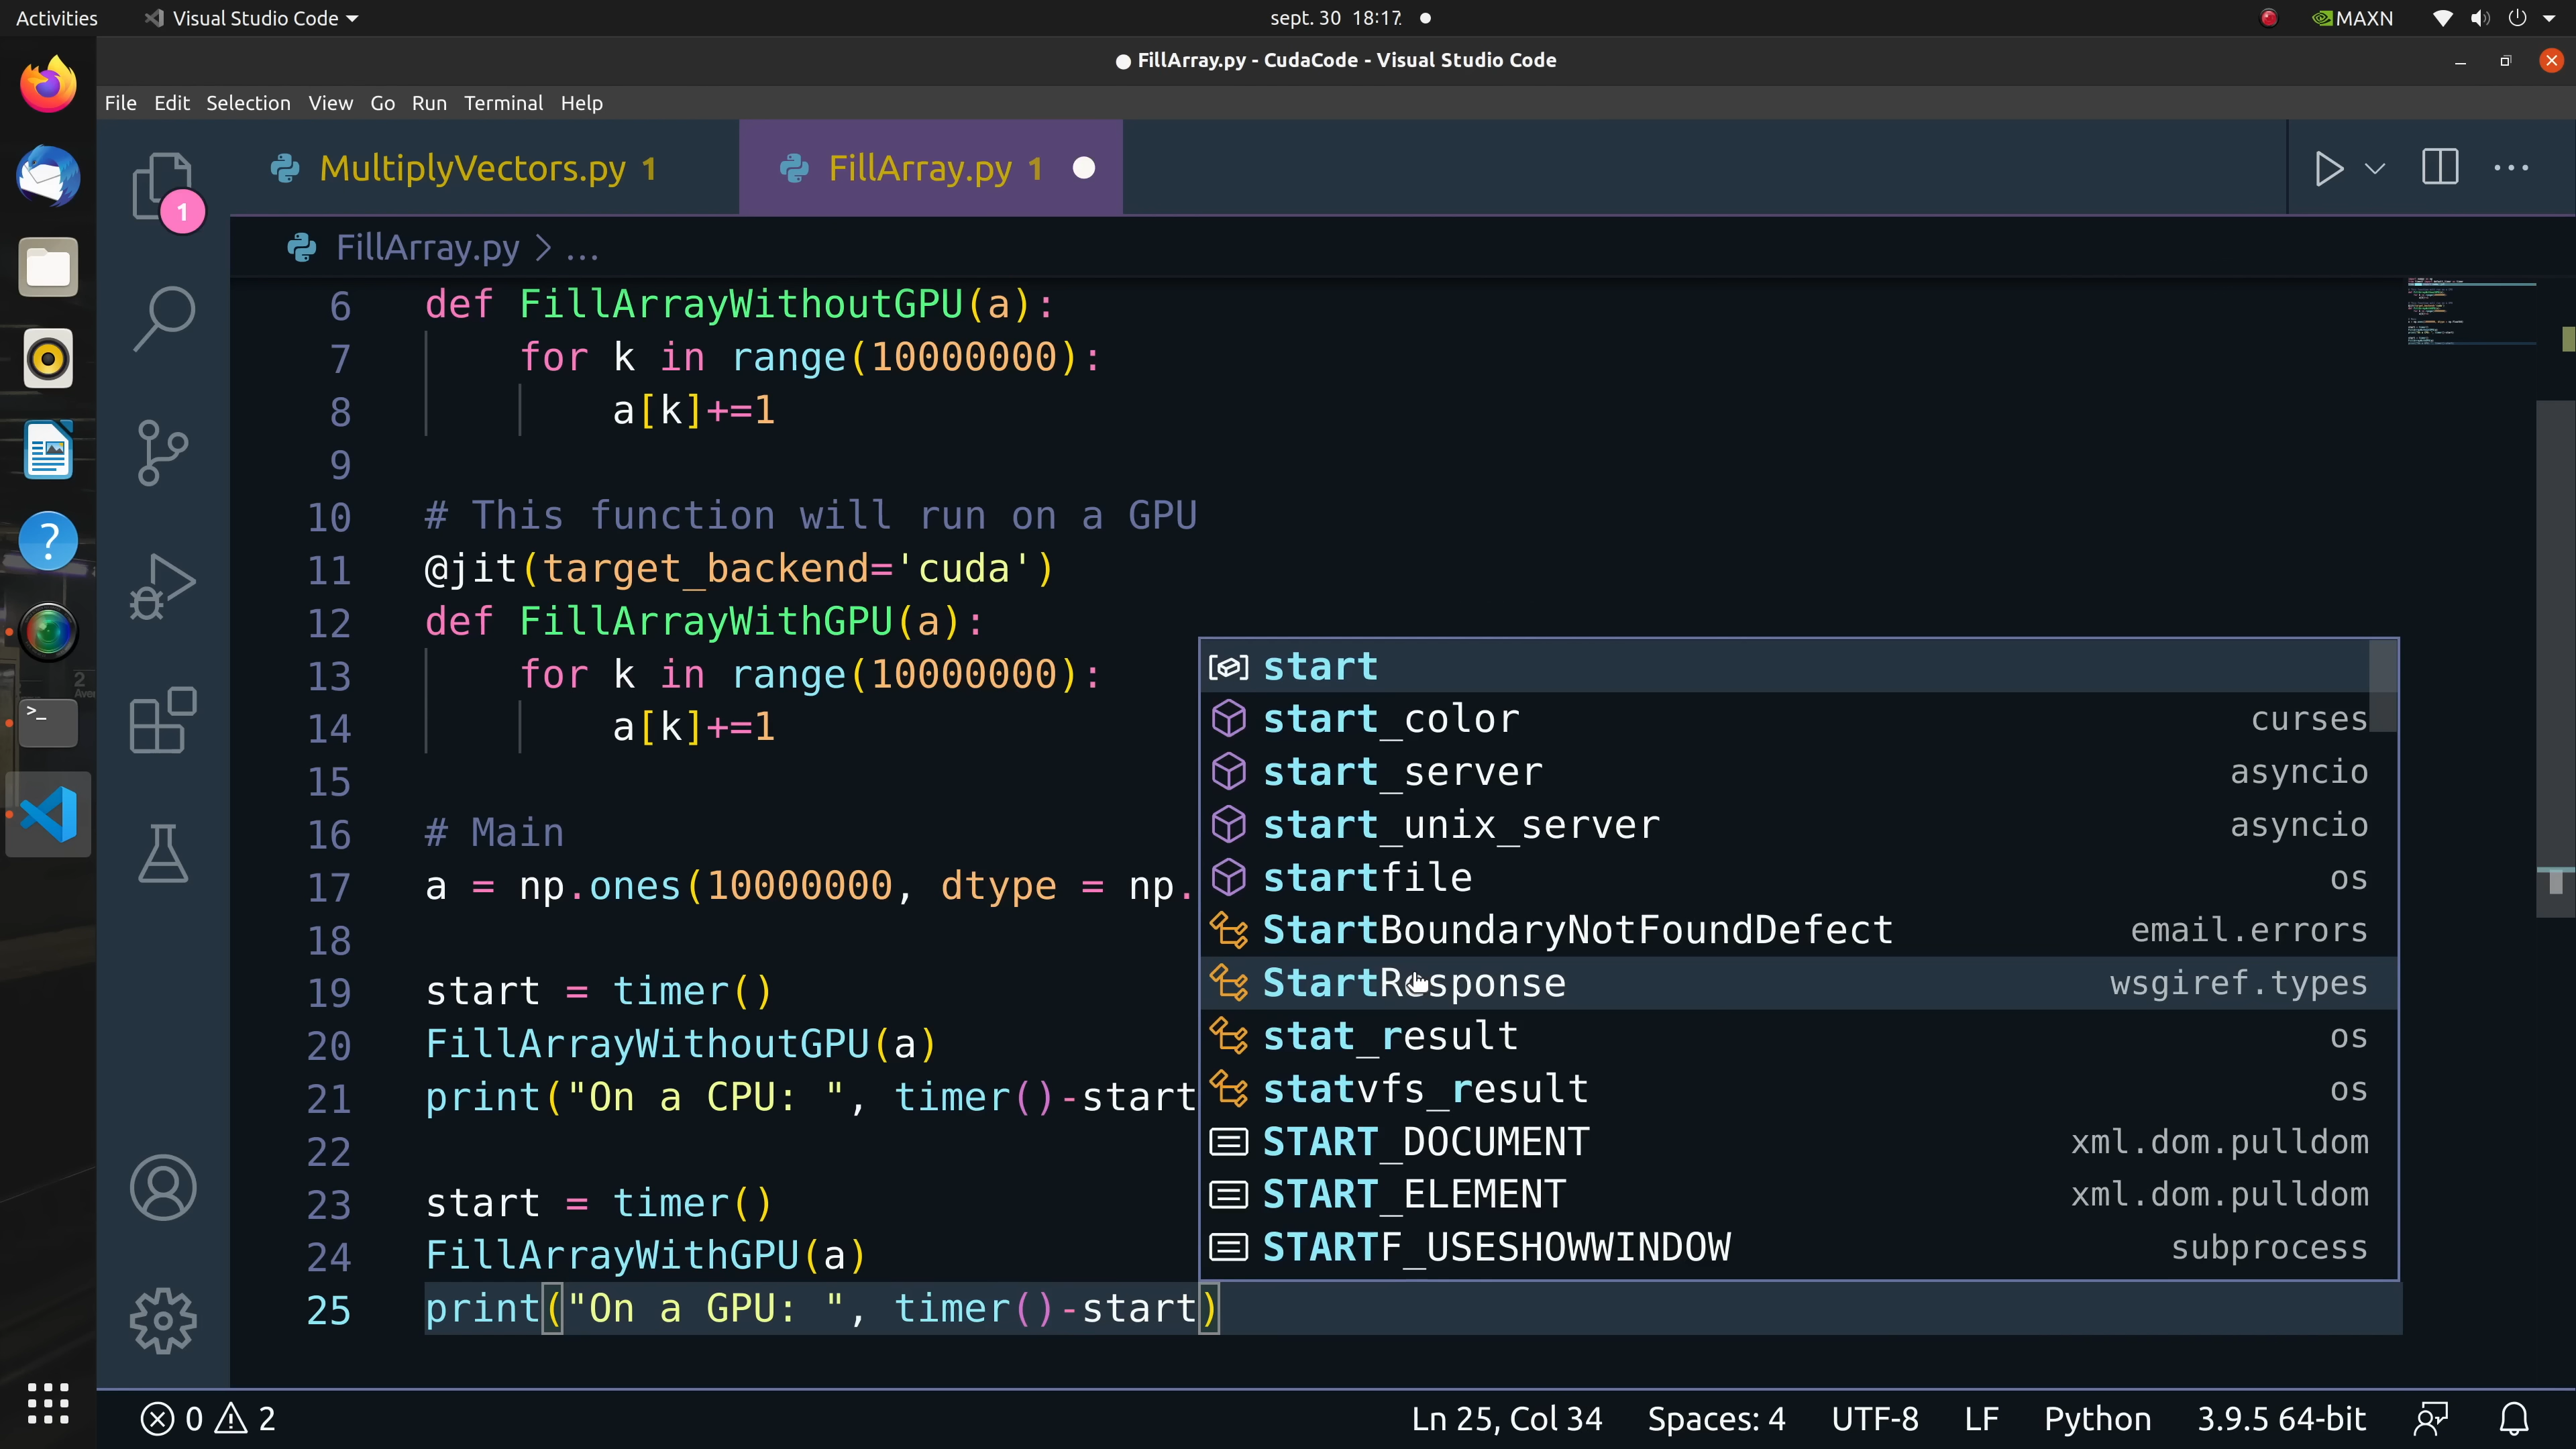 Activities Visual Studio Code sept. 30 18:17 MAXN
FillArray.py - CudaCode - Visual Studio Code
File Edit Selection View Go Run Terminal Help
MultiplyVectors.py 1 FillArray.py 1
1
FillArray.py > ...
6 def FillArrayWithoutGPU(a):
7 for k in range(10000000):
8 a[k]+=1
9
10 # This function will run on a GPU
11 @jit(target_backend='cuda')
12 def FillArrayWithGPU(a):
13 for k in range(10000000):
14 a[k]+=1
15
16 # Main
17 a = np.ones(10000000, dtype = np.
18
19 start = timer()
20 FillArrayWithoutGPU(a)
21 print("On a CPU: ", timer()-start
22
23 start = timer()
24 FillArrayWithGPU(a)
25 print("On a GPU: ", timer()-start)
start
start_color curses
start_server asyncio
start_unix_server asyncio
startfile os
StartBoundaryNotFoundDefect email.errors
StartResponse wsgiref.types
stat_result os
statvfs_result os
START_DOCUMENT xml.dom.pulldom
START_ELEMENT xml.dom.pulldom
STARTF_USESHOWWINDOW subprocess
0 2 Ln 25, Col 34 Spaces: 4 UTF-8 LF Python 3.9.5 64-bit